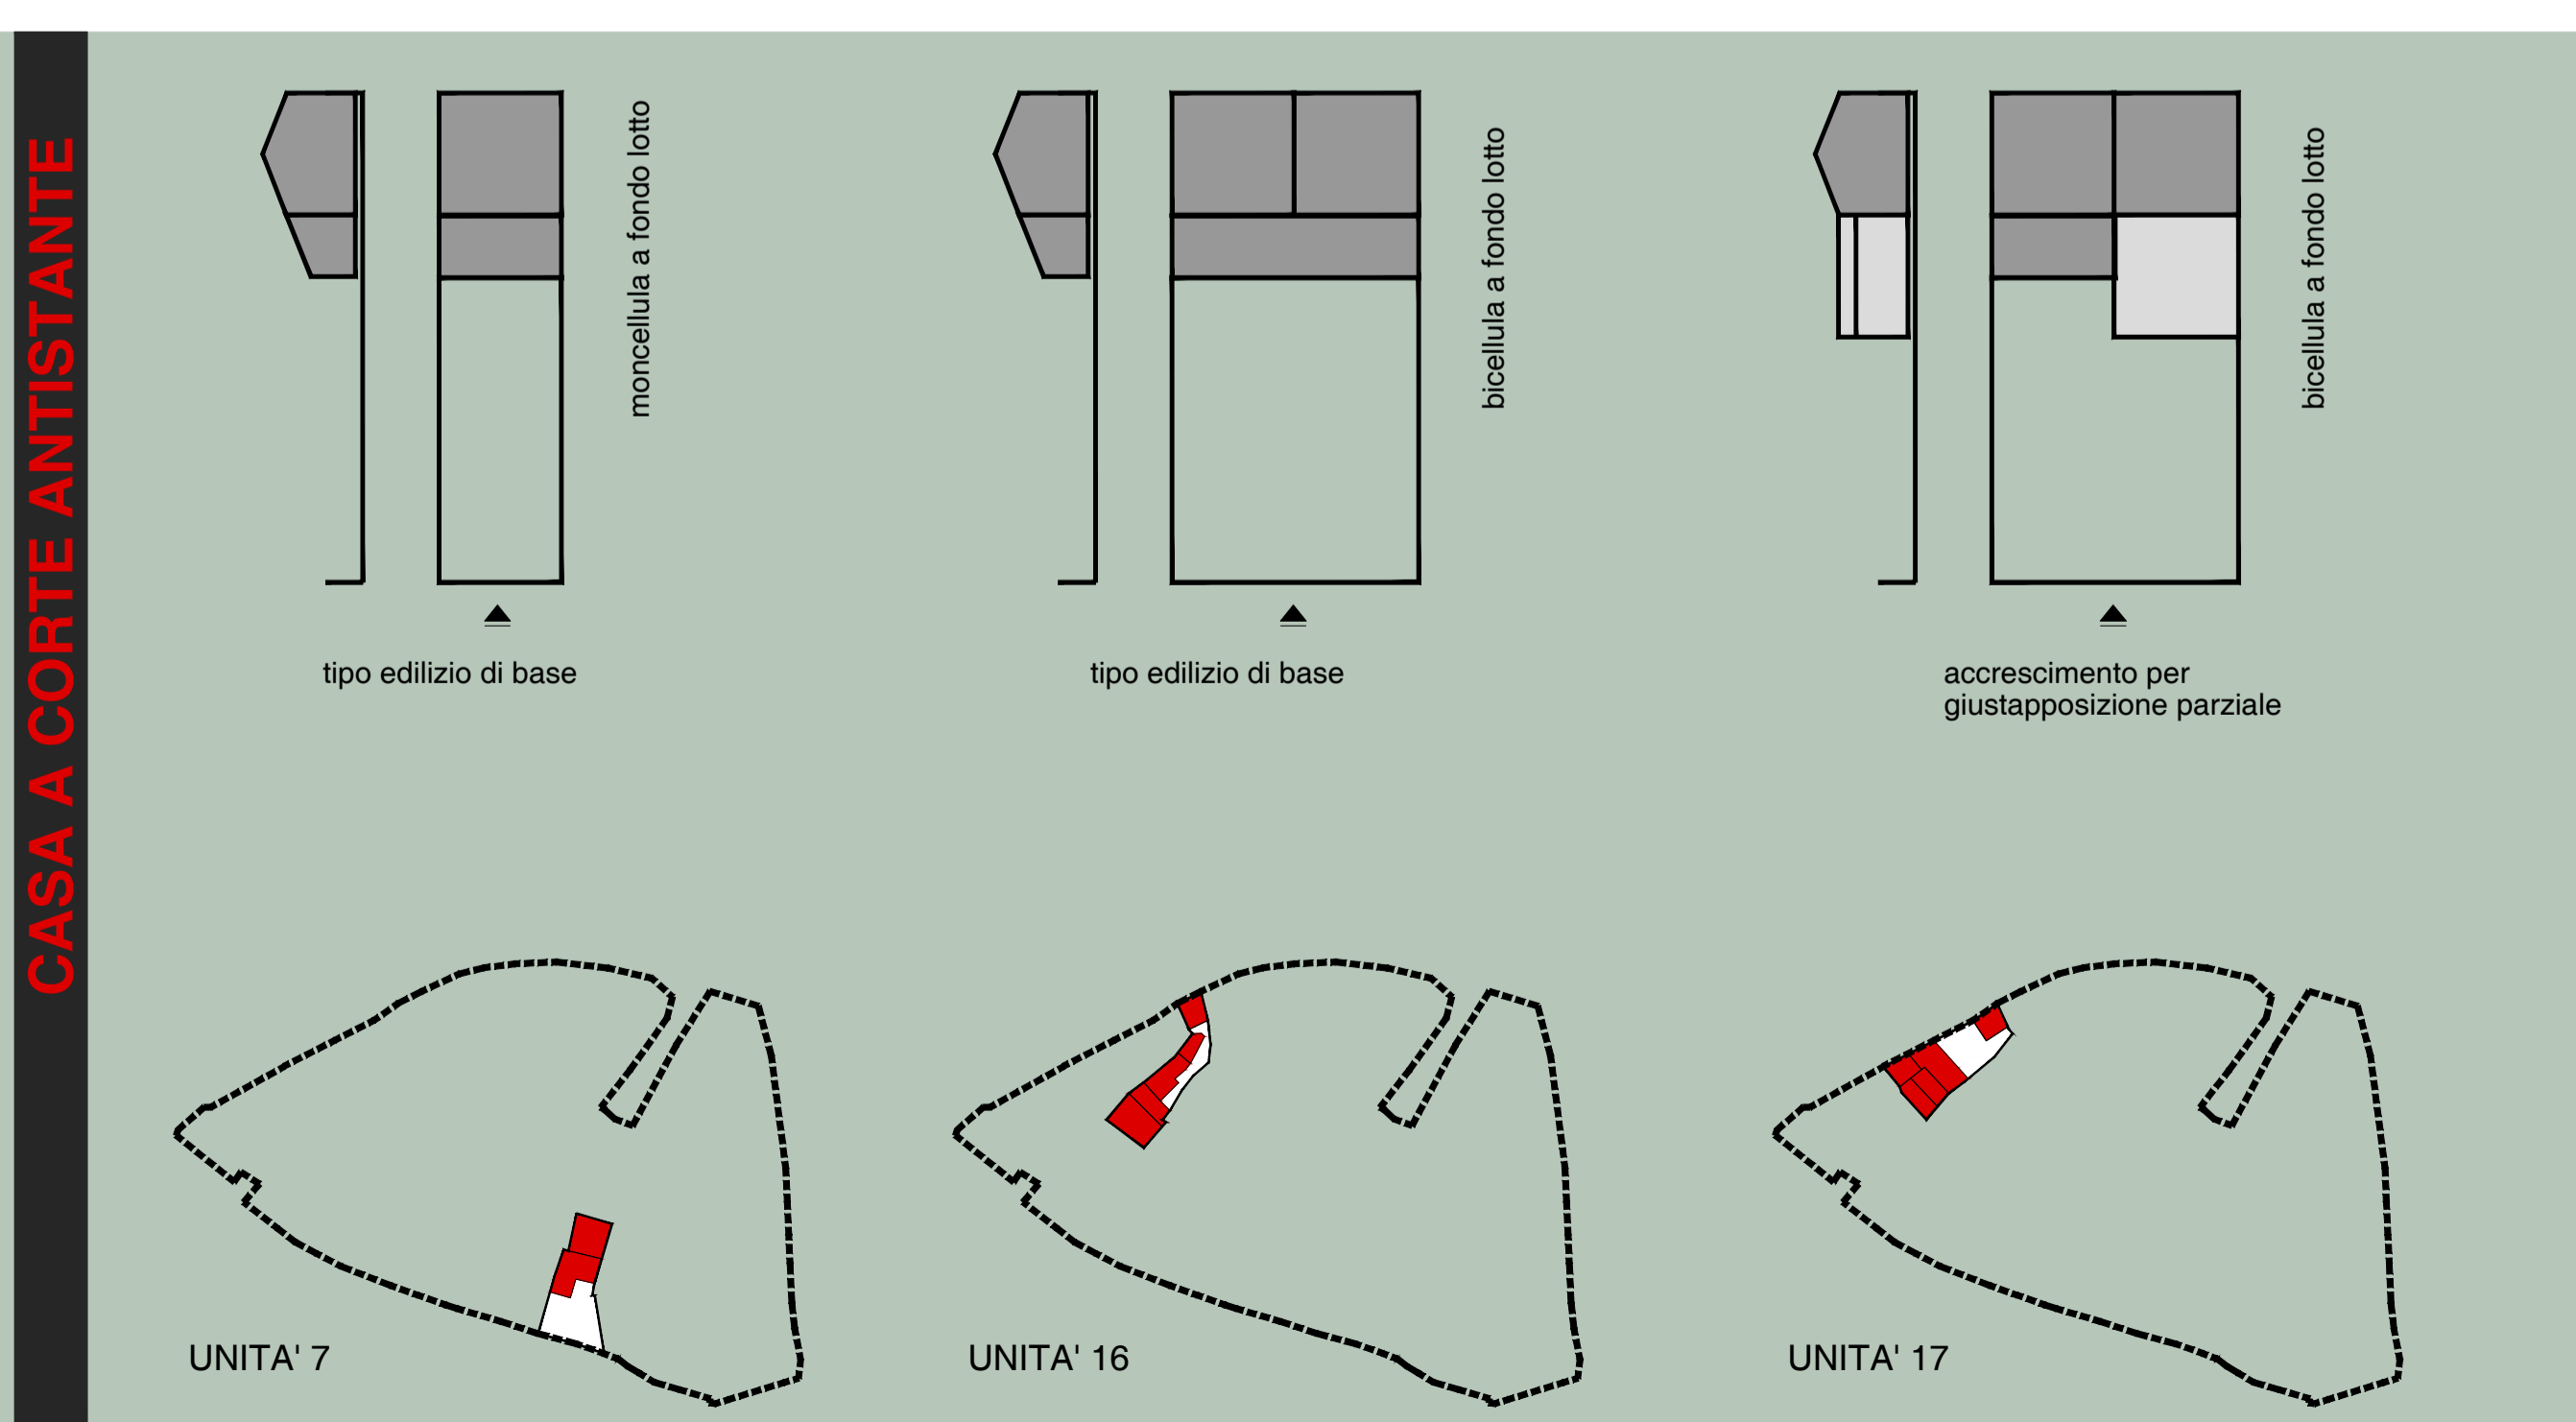 CASA A CORTE ANTISTANTE
moncellula a fondo lotto
bicellula a fondo lotto
bicellula a fondo lotto
tipo edilizio di base
tipo edilizio di base
accrescimento per
giustapposizione parziale
UNITA' 7
UNITA' 16
UNITA' 17